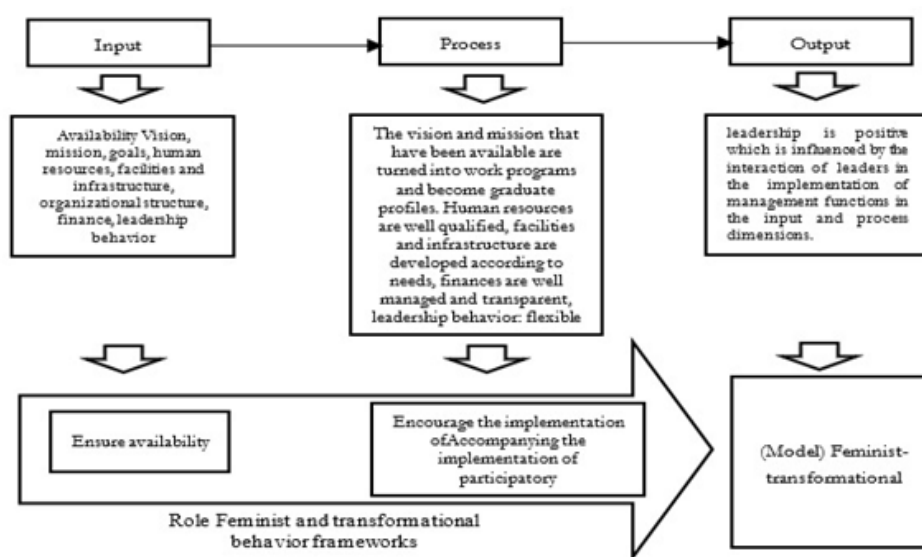 Input
Process
Output
Availability Vision,
mission, goals, human
resources, facilities and
infrastructure,
organizational structure,
finance, leadership
behavior
The vision and mission that
have been available are
turned into work programs
and become graduate
profiles. Human resources
are well qualified, facilities
and infrastructure are
developed according to
needs, finances are well
managed and transparent,
leadership behavior: flexible
leadership is positive
which is influenced by the
interaction of leaders in
the implementation of
management functions in
the input and process
dimensions.
Ensure availability
Encourage the implementation
ofAccompanying the
implementation of
participatory
(Model) Feminist-
transformational
Role Feminist and transformational
behavior frameworks